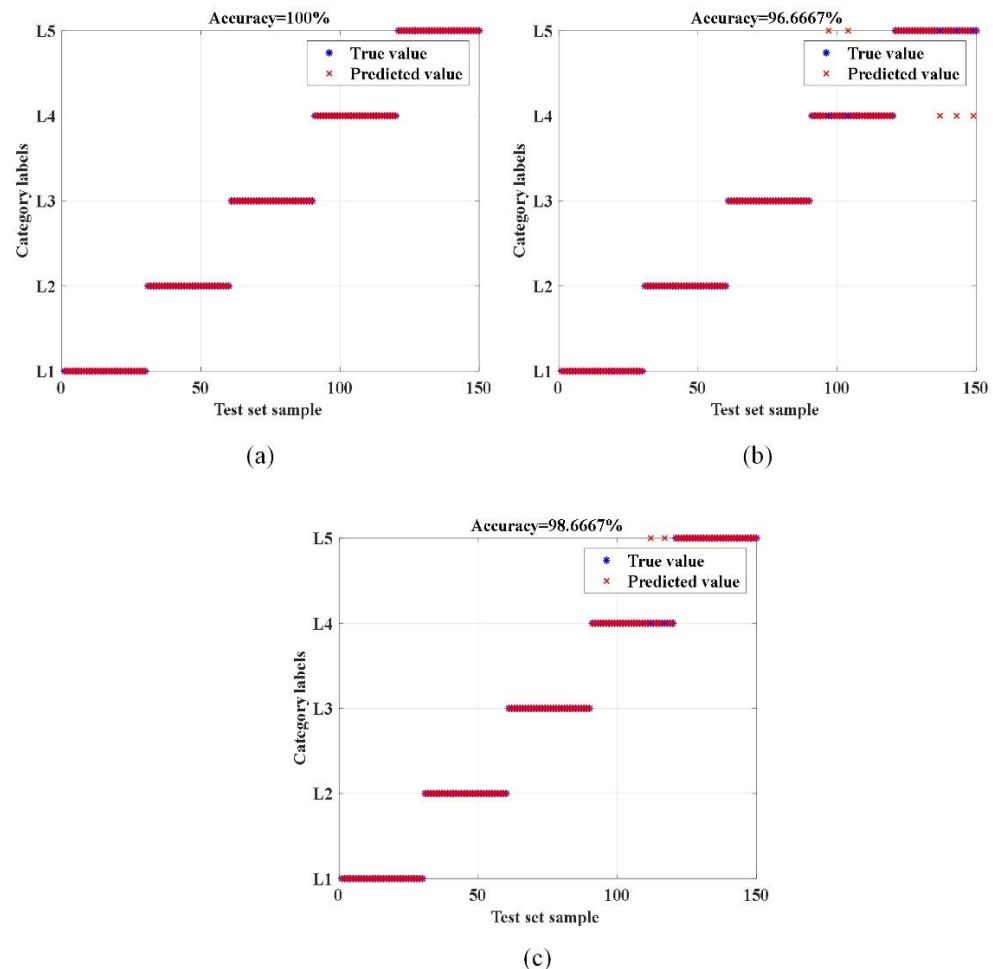 Accuracy=100%
L5
L4
L3
L2
L1
Category labels
True value
Predicted value
0
50
100
150
Test set sample
(a)
Accuracy=96.6667%
L5
L4
L3
L2
L1
Category labels
True value
Predicted value
0
50
100
150
Test set sample
(b)
Accuracy=98.6667%
L5
L4
L3
L2
L1
Category labels
True value
Predicted value
0
50
100
150
Test set sample
(c)